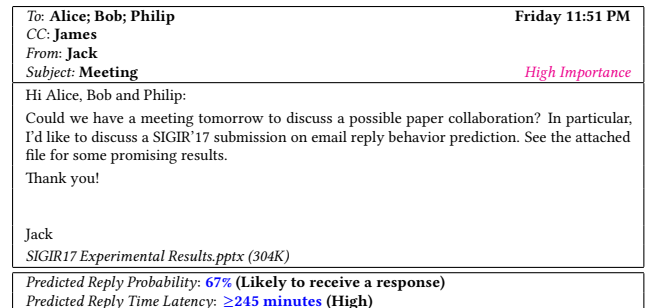 To: Alice; Bob; Philip Friday 11:51 PM
CC: James
From: Jack
Subject: Meeting High Importance
Hi Alice, Bob and Philip:
Could we have a meeting tomorrow to discuss a possible paper collaboration? In particular,
I'd like to discuss a SIGIR'17 submission on email reply behavior prediction. See the attached
file for some promising results.
Thank you!
Jack
SIGIR17 Experimental Results.pptx (304K)
Predicted Reply Probability: 67% (Likely to receive a response)
Predicted Reply Time Latency: ≥245 minutes (High)